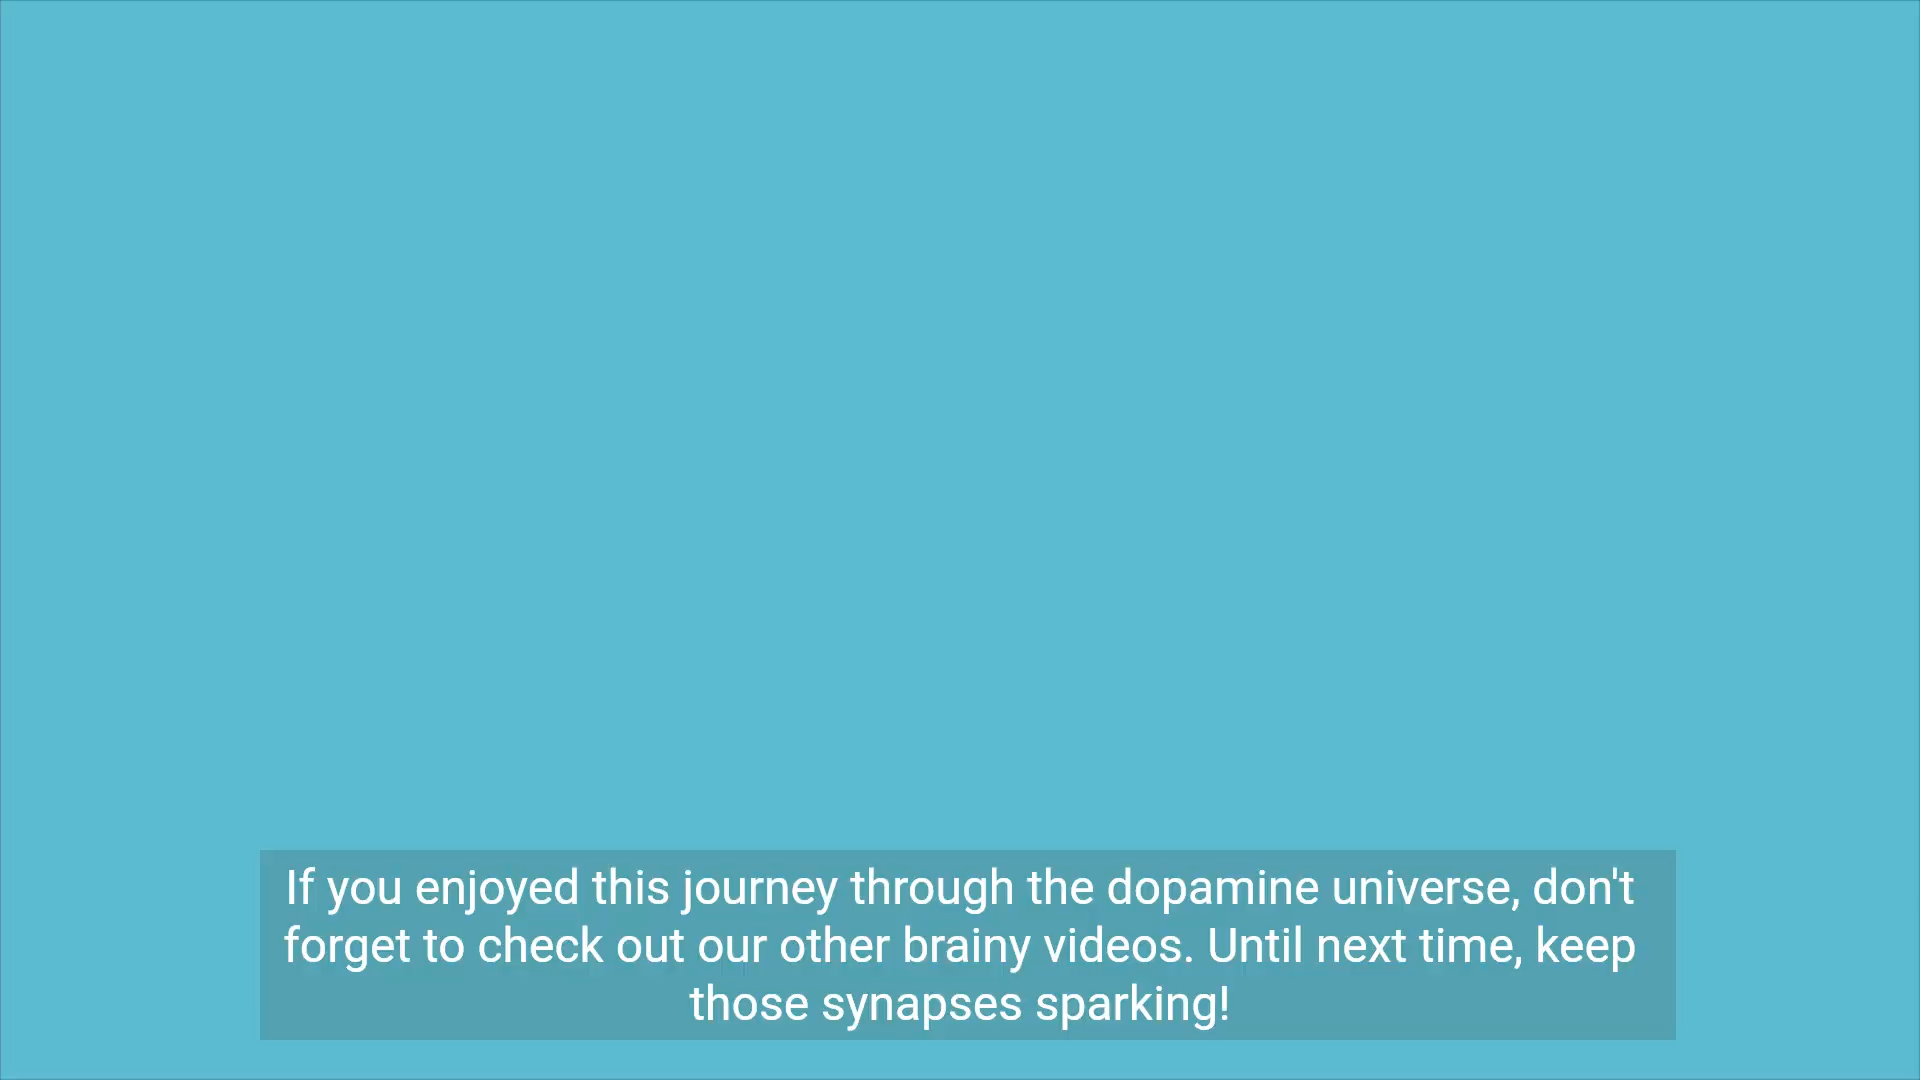 If you enjoyed this journey through the dopamine universe, don't
forget to check out our other brainy videos. Until next time, keep
those synapses sparking!